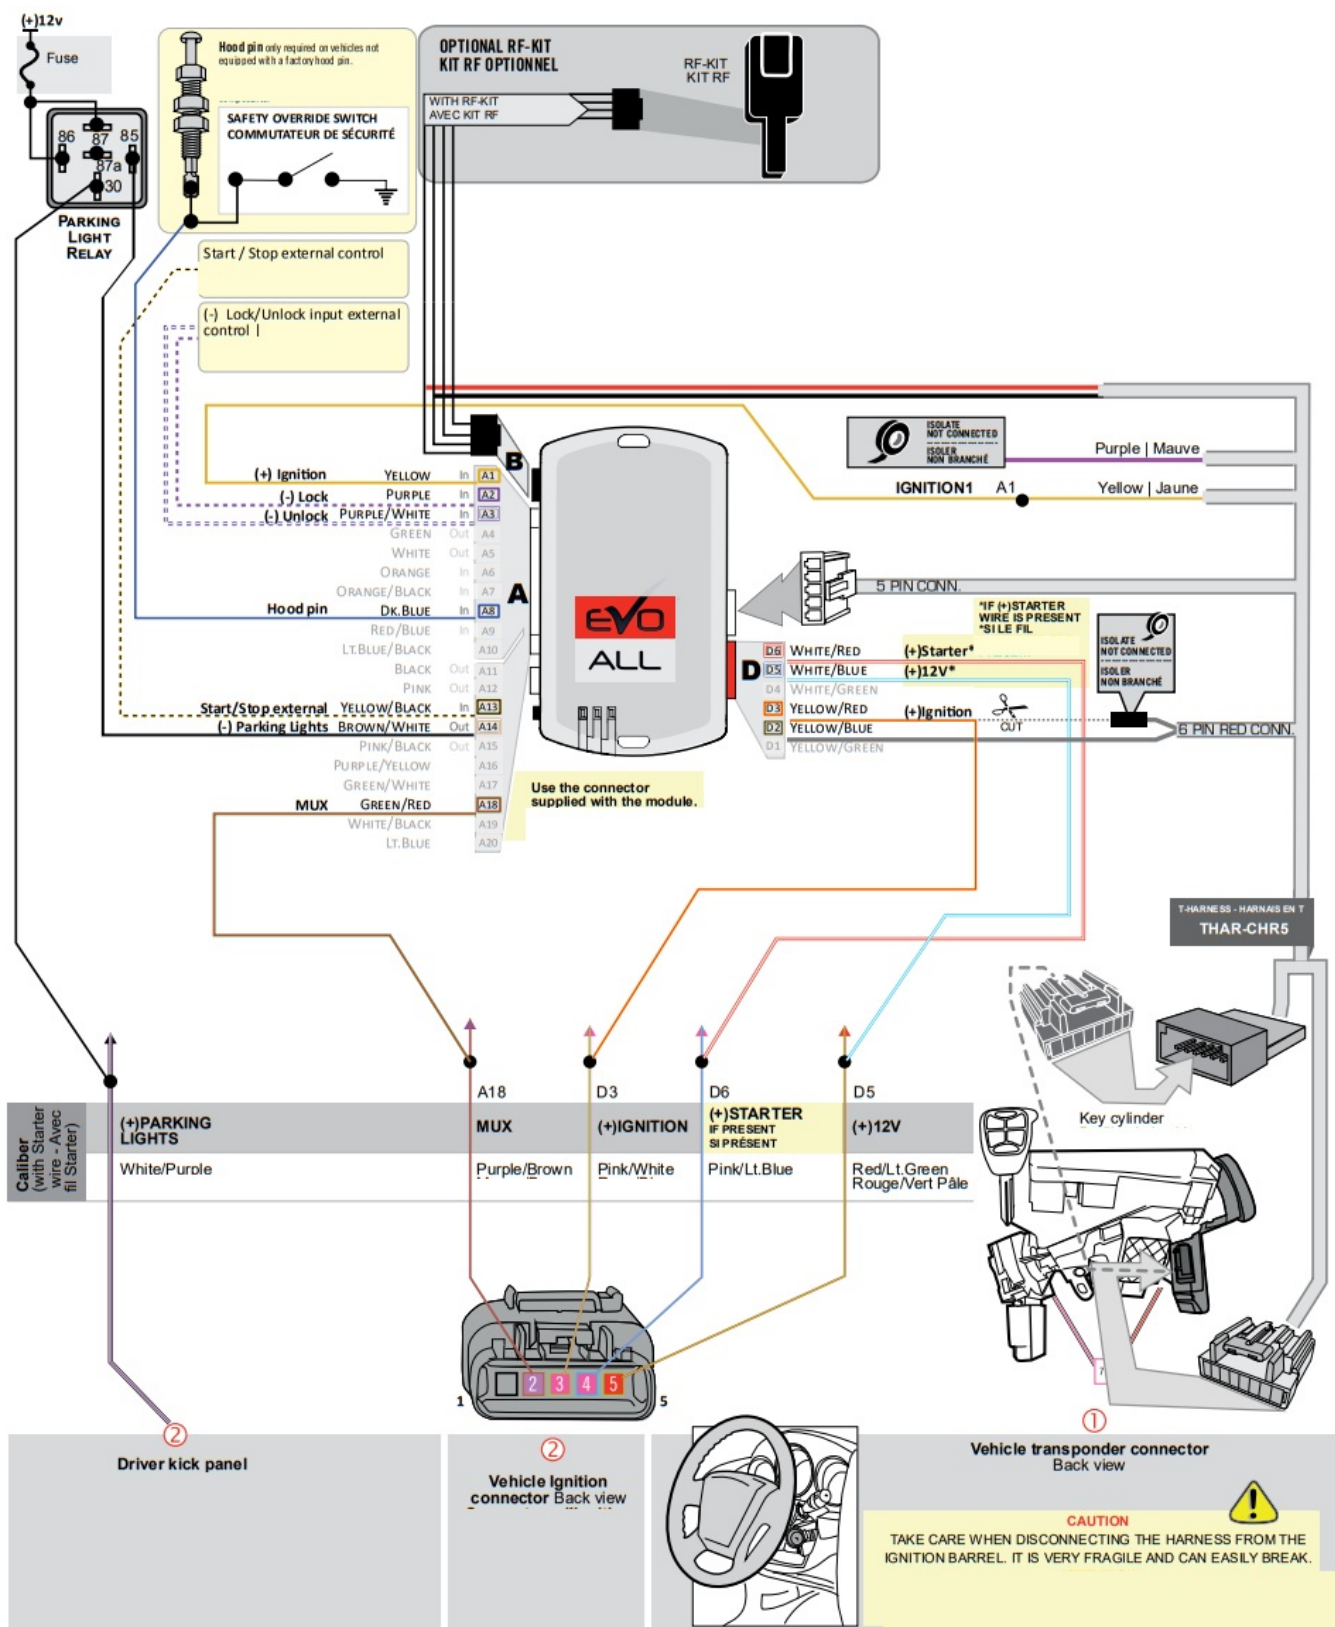 (+)12v
Fuse
86
87
85
87a
30
PARKING
LIGHT
RELAY
Hood pin only required on vehicles not
equipped with a factory hood pin.
SAFETY OVERRIDE SWITCH
COMMUTATEUR DE SÉCURITÉ
OPTIONAL RF-KIT
KIT RF OPTIONNEL
RF-KIT
KIT RF
WITH RF-KIT
AVEC KIT RF
Start / Stop external control
(-) Lock/Unlock input external
control |
B
A
D
(+) Ignition YELLOW In A1
(-) Lock PURPLE In A2
(-) Unlock PURPLE/WHITE In A3
GREEN Out A4
WHITE Out A5
ORANGE In A6
ORANGE/BLACK In A7
Hood pin DK.BLUE In A8
RED/BLUE In A9
LT.BLUE/BLACK A10
BLACK Out A11
PINK Out A12
Start/Stop external YELLOW/BLACK In A13
(-) Parking Lights BROWN/WHITE Out A14
PINK/BLACK Out A15
PURPLE/YELLOW A16
GREEN/WHITE A17
MUX GREEN/RED A18
WHITE/BLACK A19
LT.BLUE A20
EVO
ALL
Use the connector
supplied with the module.
ISOLATE
NOT CONNECTED
ISOLER
NON BRANCHÉ
Purple | Mauve
IGNITION1 A1 Yellow | Jaune
5 PIN CONN.
*IF (+)STARTER
WIRE IS PRESENT
*SI LE FIL
D6 WHITE/RED (+)Starter*
D5 WHITE/BLUE (+)12V*
D4 WHITE/GREEN
D3 YELLOW/RED (+)Ignition
D2 YELLOW/BLUE
D1 YELLOW/GREEN
CUT
ISOLATE
NOT CONNECTED
ISOLER
NON BRANCHÉ
6 PIN RED CONN.
T-HARNESS - HARNAIS EN T
THAR-CHR5
Key cylinder
A18
D3
D6
D5
Caliber
(with Starter
wire - Avec
fil Starter)
(+)PARKING
LIGHTS
MUX
(+)IGNITION
(+)STARTER
IF PRESENT
SI PRÉSENT
(+)12V
White/Purple
Purple/Brown
Pink/White
Pink/Lt.Blue
Red/Lt.Green
Rouge/Vert Pâle
2 3 4 5
1 5
②
Driver kick panel
②
Vehicle Ignition
connector Back view
①
Vehicle transponder connector
Back view
CAUTION
TAKE CARE WHEN DISCONNECTING THE HARNESS FROM THE
IGNITION BARREL. IT IS VERY FRAGILE AND CAN EASILY BREAK.